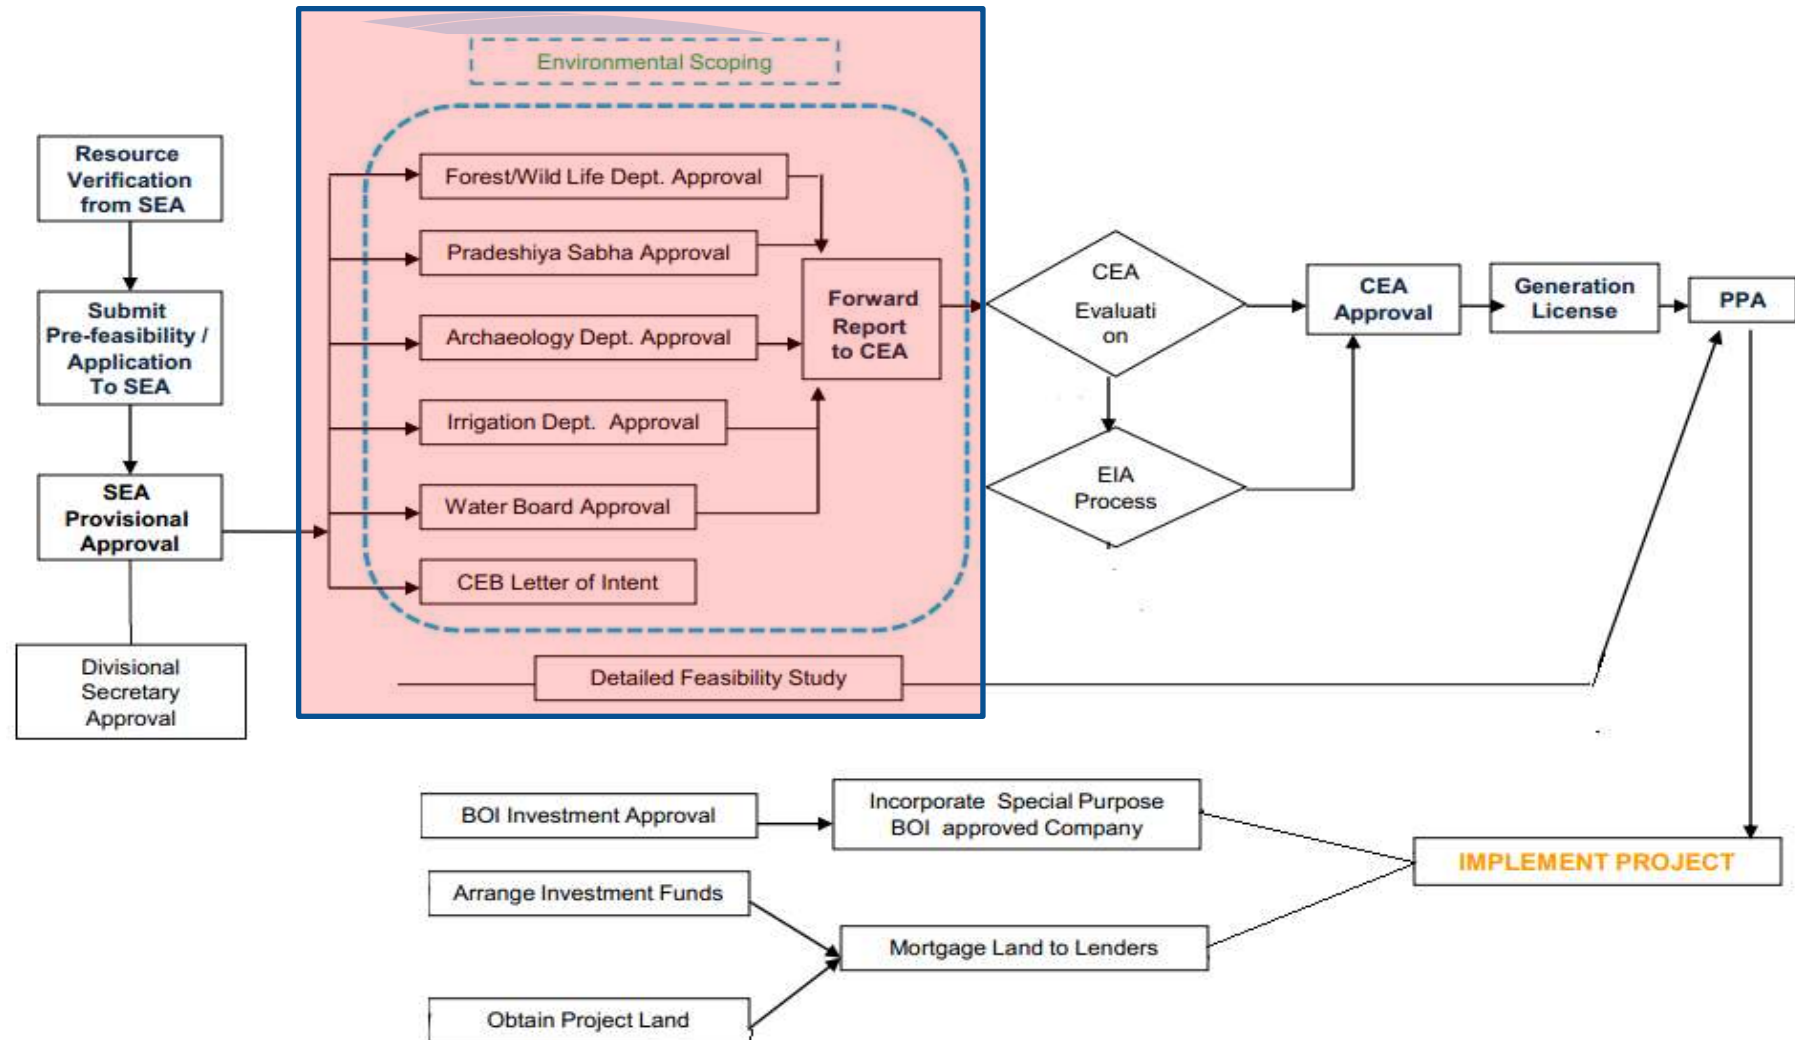 Environmental Scoping
Resource
Verification
from SEA
Submit
Pre-feasibility /
Application
To SEA
SEA
Provisional
Approval
Divisional
Secretary
Approval
Forest/Wild Life Dept. Approval
Pradeshiya Sabha Approval
Archaeology Dept. Approval
Irrigation Dept. Approval
Water Board Approval
CEB Letter of Intent
Forward
Report
to CEA
Detailed Feasibility Study
CEA
Evaluati
on
EIA
Process
CEA
Approval
Generation
License
PPA
BOI Investment Approval
Incorporate Special Purpose
BOI approved Company
Arrange Investment Funds
Mortgage Land to Lenders
Obtain Project Land
IMPLEMENT PROJECT